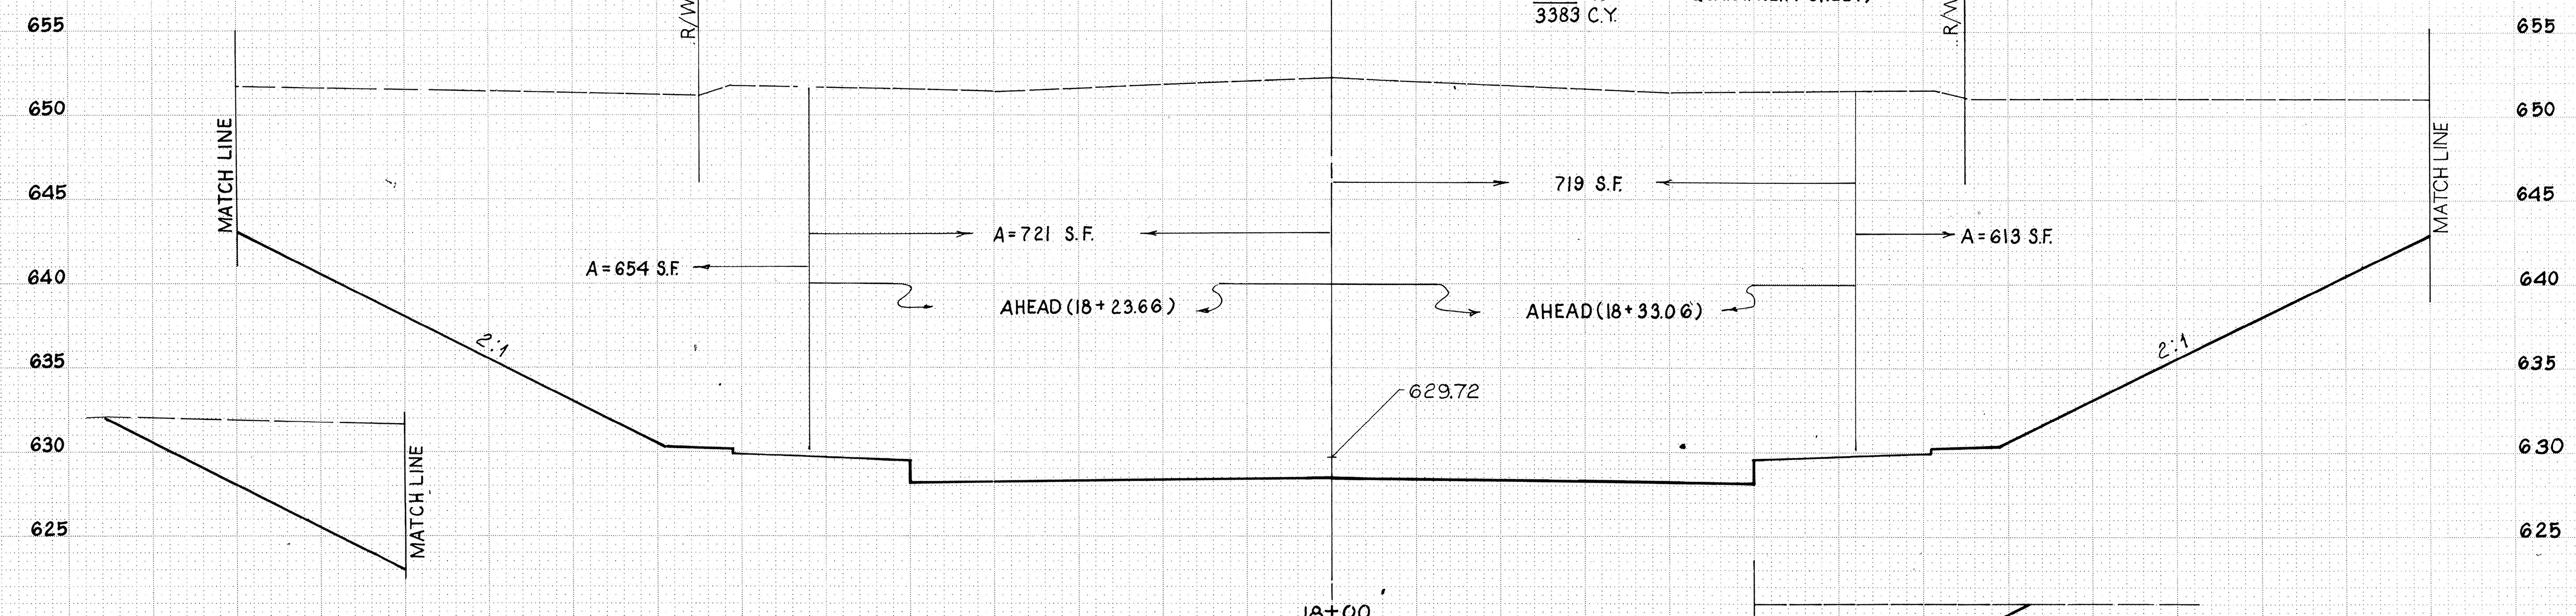 3383 C.Y.
655
R/W
R/W
655
650
MATCH LINE
650
MATCH LINE
645
719 S.F.
645
A=721 S.F.
A=613 S.F.
A=654 S.F.
640
640
AHEAD (18+23.66)
AHEAD (18+33.06)
635
2:1
2:1
635
629.72
630
630
MATCH LINE
625
625
18+00